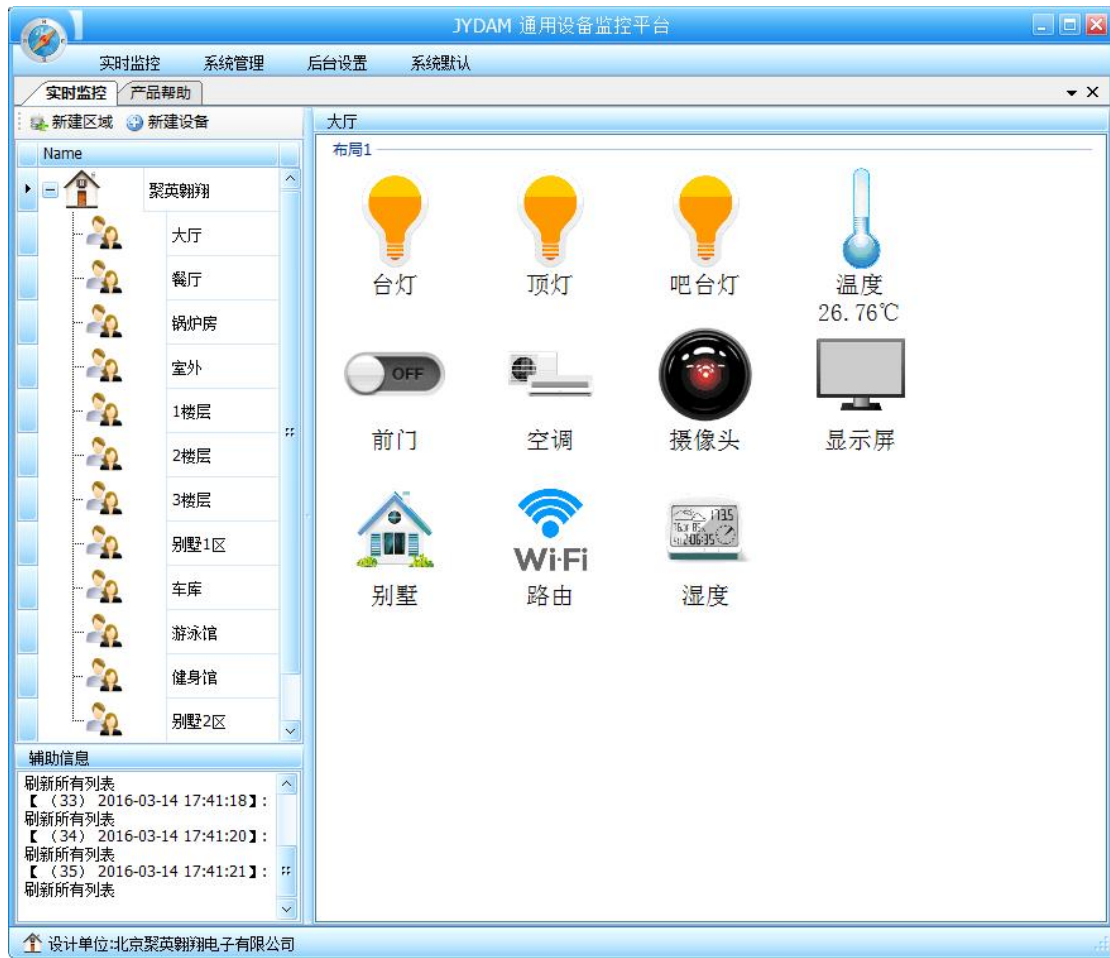 JYDAM 通用设备监控平台
实时监控 系统管理 后台设置 系统默认
实时监控 产品帮助
新建区域 新建设备
大厅
Name
布局1
聚英翱翔
大厅
餐厅
锅炉房
室外
1楼层
2楼层
3楼层
别墅1区
车库
游泳馆
健身馆
别墅2区
台灯 顶灯 吧台灯 温度
26.76℃
OFF
前门 空调 摄像头 显示屏
Wi-Fi
别墅 路由 湿度
辅助信息
刷新所有列表
【 (33) 2016-03-14 17:41:18】:
刷新所有列表
【 (34) 2016-03-14 17:41:20】:
刷新所有列表
【 (35) 2016-03-14 17:41:21】:
刷新所有列表
设计单位:北京聚英翱翔电子有限公司